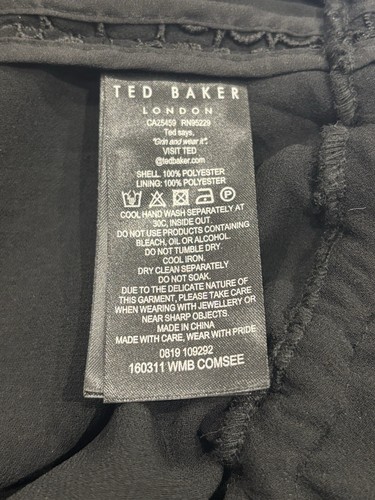 TED BAKER
LONDON
CA25459 RN95229
Ted says,
"Grin and wear it".
VISIT TED
@tedbaker.com
SHELL: 100% POLYESTER
LINING: 100% POLYESTER
COOL HAND WASH SEPARATELY AT
30C, INSIDE OUT.
DO NOT USE PRODUCTS CONTAINING
BLEACH, OIL OR ALCOHOL.
DO NOT TUMBLE DRY.
COOL IRON.
DRY CLEAN SEPARATELY
DO NOT SOAK.
DUE TO THE DELICATE NATURE OF
THIS GARMENT, PLEASE TAKE CARE
WHEN WEARING WITH JEWELLERY OR
NEAR SHARP OBJECTS.
MADE IN CHINA
MADE WITH CARE, WEAR WITH PRIDE
0819 109292
160311 WMB COMSEE